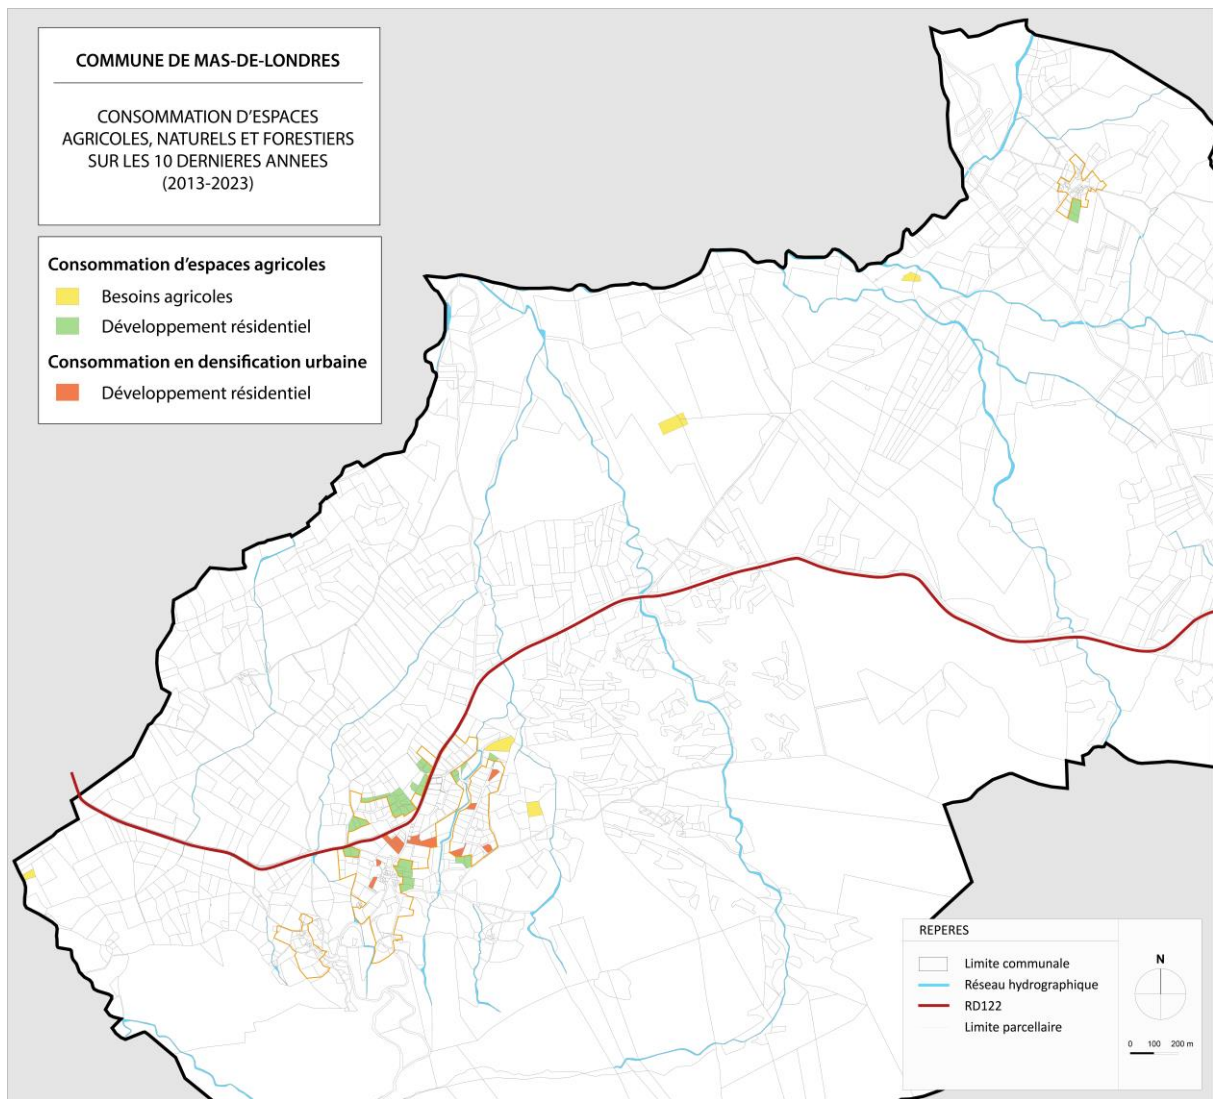 COMMUNE DE MAS-DE-LONDRES
CONSOMMATION D'ESPACES
AGRICOLES, NATURELS ET FORESTIERS
SUR LES 10 DERNIERES ANNEES
(2013-2023)
Consommation d'espaces agricoles
Besoins agricoles
Développement résidentiel
Consommation en densification urbaine
Développement résidentiel
REPERES
Limite communale
Réseau hydrographique
RD122
Limite parcellaire
N
0 100 200 m